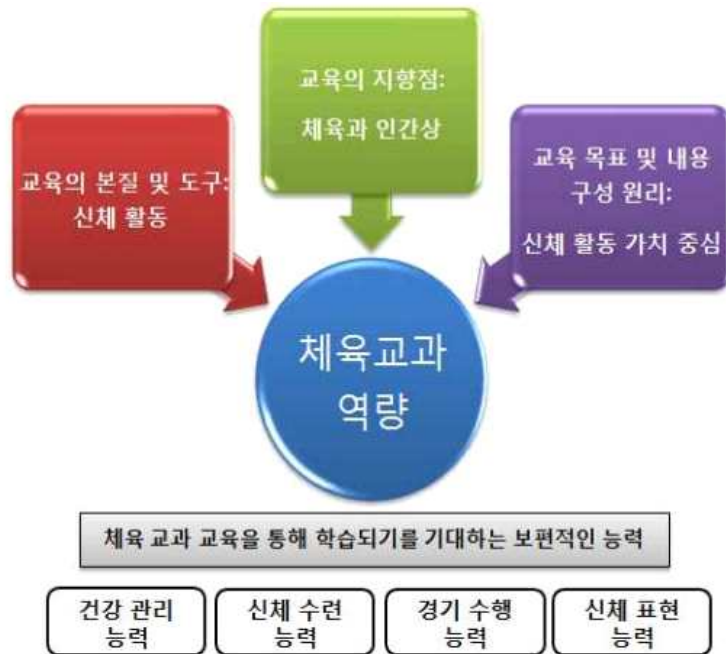 교육의 지향점:
체육과 인간상
교육의 본질 및 도구:
신체 활동
교육 목표 및 내용
구성 원리:
신체 활동 가치 중심
체육교과
역량
체육 교과 교육을 통해 학습되기를 기대하는 보편적인 능력
건강 관리
능력
신체 수련
능력
경기 수행
능력
신체 표현
능력